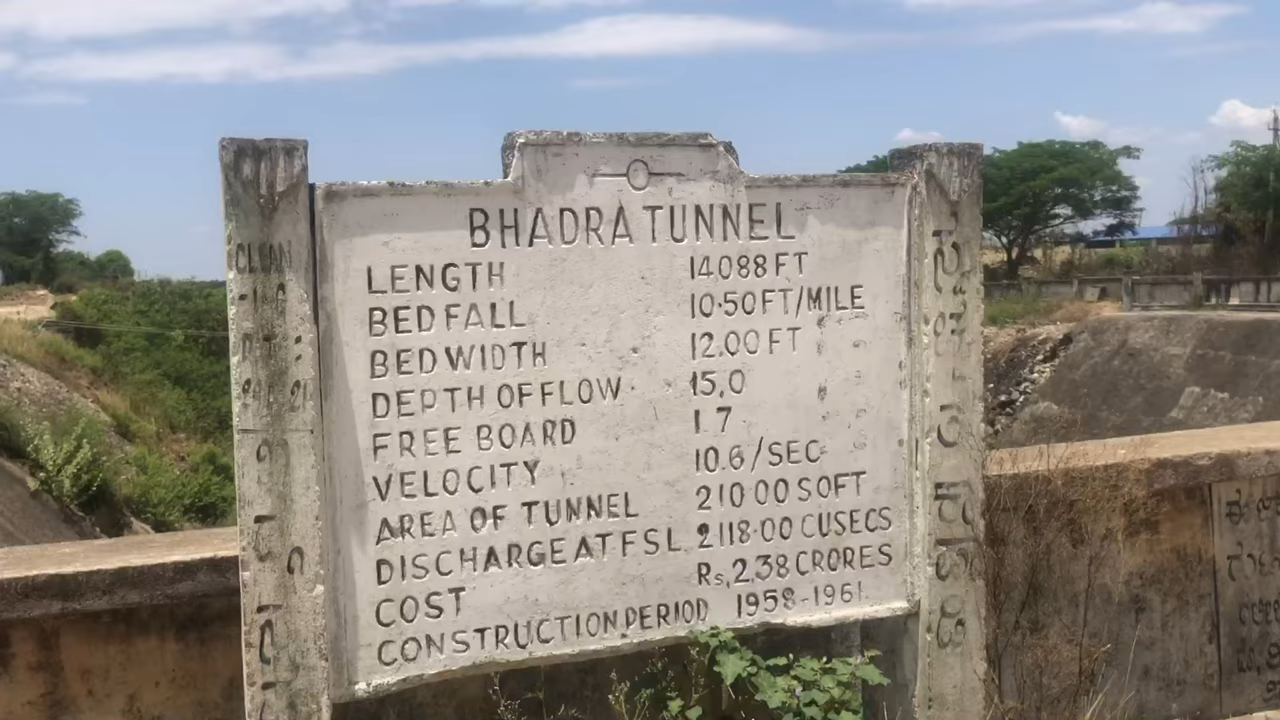 BHADRA TUNNEL
LENGTH 14088 FT
BED FALL 10.50 FT/MILE
BED WIDTH 12.00 FT
DEPTH OF FLOW 15.0
FREE BOARD 1.7
VELOCITY 10.6/SEC
AREA OF TUNNEL 210.00 SQFT
DISCHARGE AT FSL 2118.00 CUSECS
COST Rs, 2.38 CRORES
CONSTRUCTION PERIOD 1958-1961